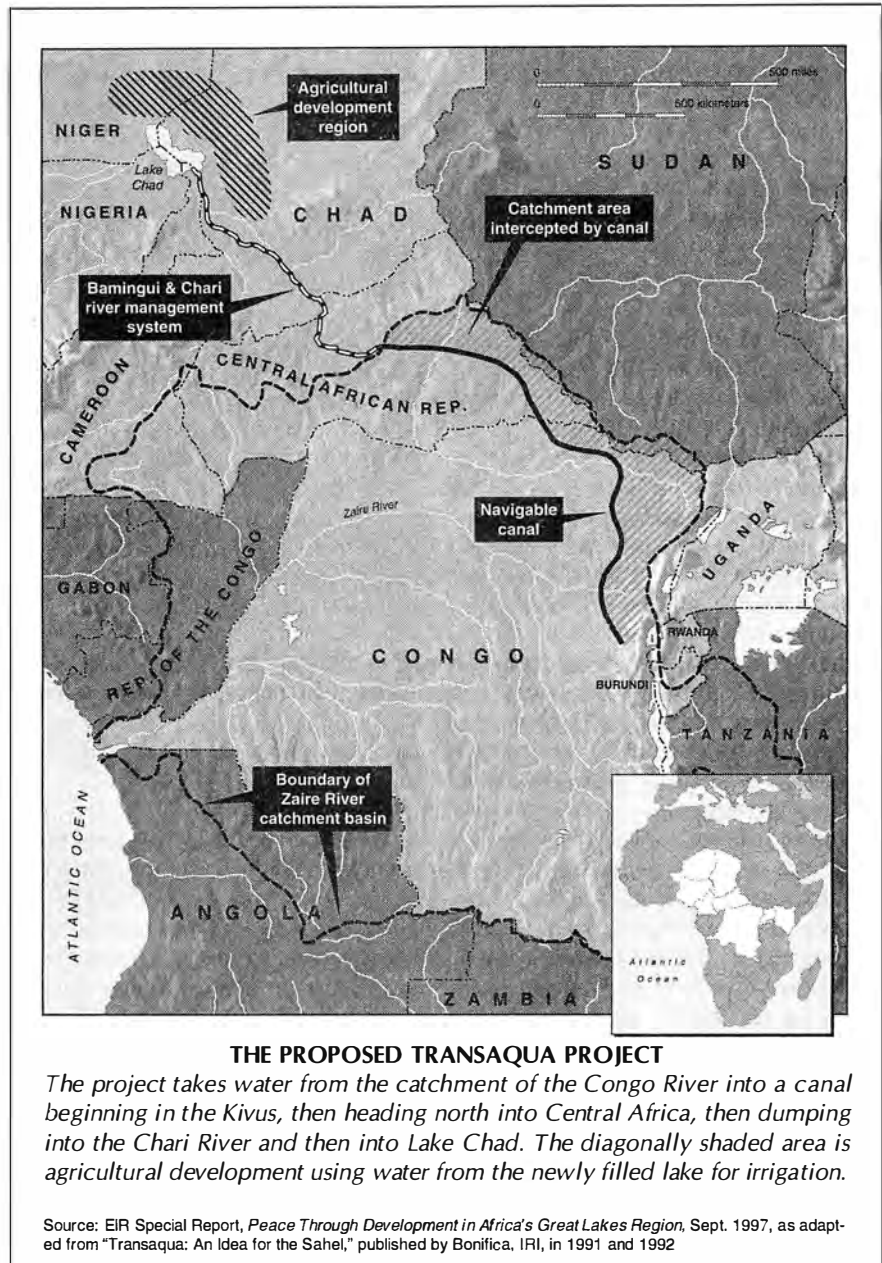 0 500 miles
0 500 kilometers
Agricultural
development
region
NIGER
Lake
Chad
NIGERIA
CHAD
SUDAN
Catchment area
intercepted by canal
Bamingui & Chari
river management
system
CAMEROON
CENTRAL AFRICAN REP.
Zaire River
Navigable
canal
UGANDA
GABON
REP. OF THE CONGO
CONGO
RWANDA
BURUNDI
TANZANIA
Boundary of
Zaire River
catchment basin
ATLANTIC OCEAN
ANGOLA
ZAMBIA
Atlantic
Ocean
THE PROPOSED TRANSAQUA PROJECT
The project takes water from the catchment of the Congo River into a canal
beginning in the Kivus, then heading north into Central Africa, then dumping
into the Chari River and then into Lake Chad. The diagonally shaded area is
agricultural development using water from the newly filled lake for irrigation.
Source: EIR Special Report, Peace Through Development in Africa's Great Lakes Region, Sept. 1997, as adapt-
ed from "Transaqua: An Idea for the Sahel," published by Bonifica, IRI, in 1991 and 1992